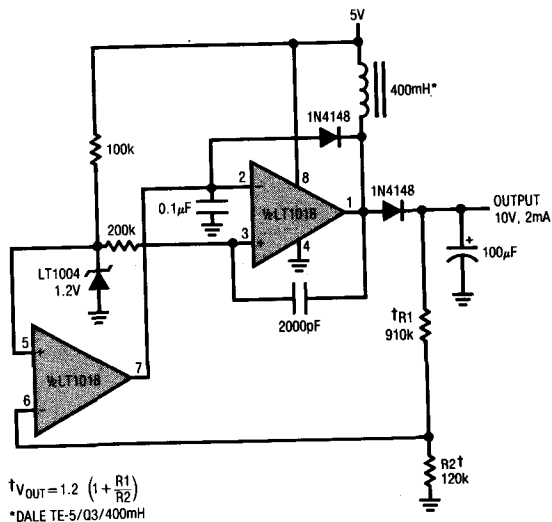 5V
400mH*
1N4148
100k
2
8
1N4148
0.1µF
−
½LT1018
1
OUTPUT
10V, 2mA
200k
3
+
4
+
100µF
LT1004
1.2V
2000pF
†R1
910k
5
+
½LT1018
7
6
−
R2†
120k
†VOUT = 1.2 (1 + R1/R2)
*DALE TE-5/Q3/400mH